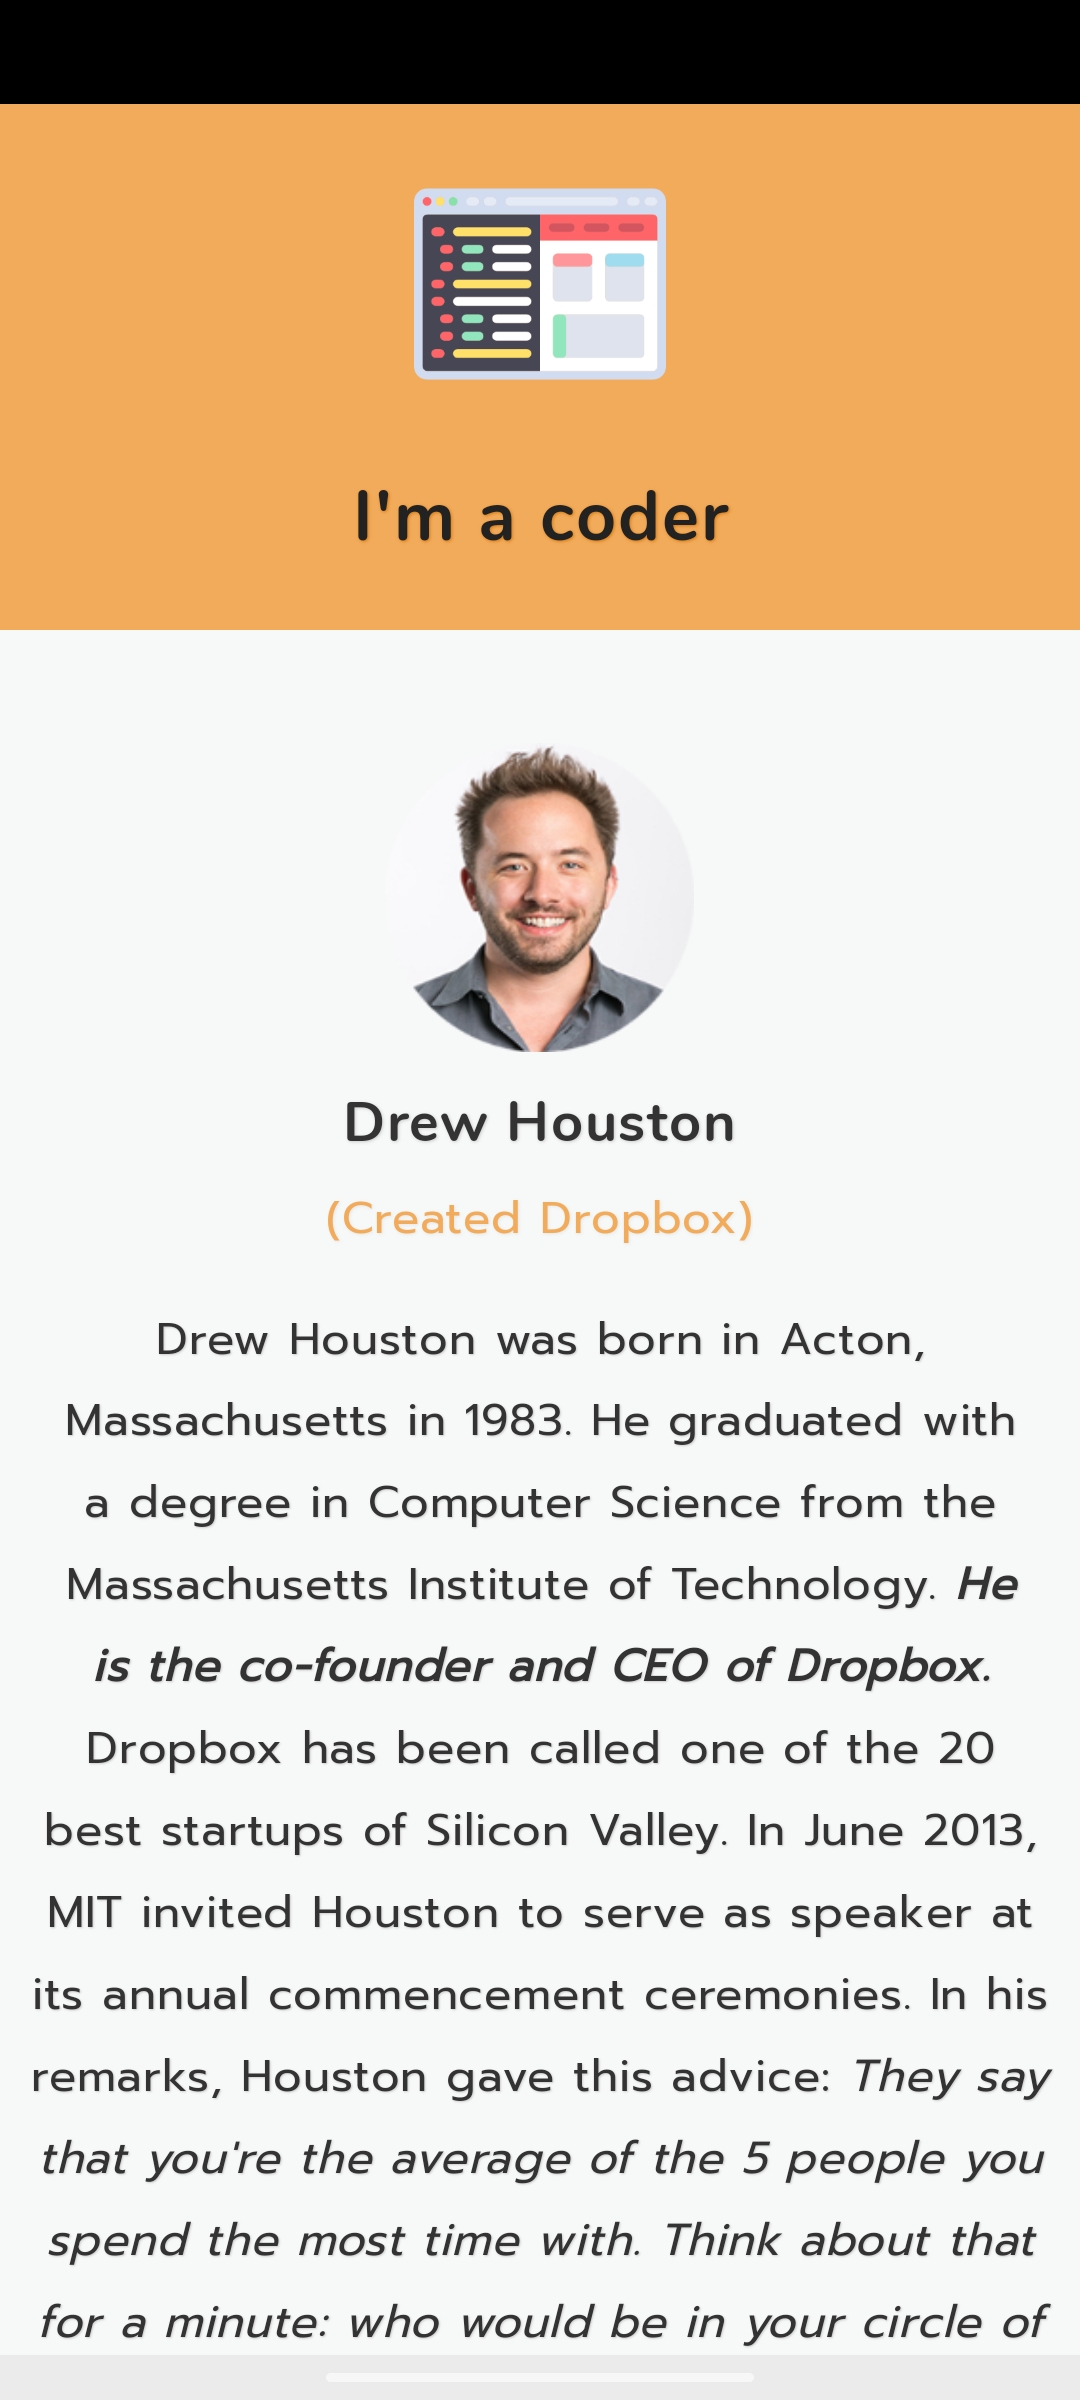 I'm a coder
Drew Houston
(Created Dropbox)
Drew Houston was born in Acton,
Massachusetts in 1983. He graduated with
a degree in Computer Science from the
Massachusetts Institute of Technology. He
is the co-founder and CEO of Dropbox.
Dropbox has been called one of the 20
best startups of Silicon Valley. In June 2013,
MIT invited Houston to serve as speaker at
its annual commencement ceremonies. In his
remarks, Houston gave this advice: They say
that you're the average of the 5 people you
spend the most time with. Think about that
for a minute: who would be in your circle of